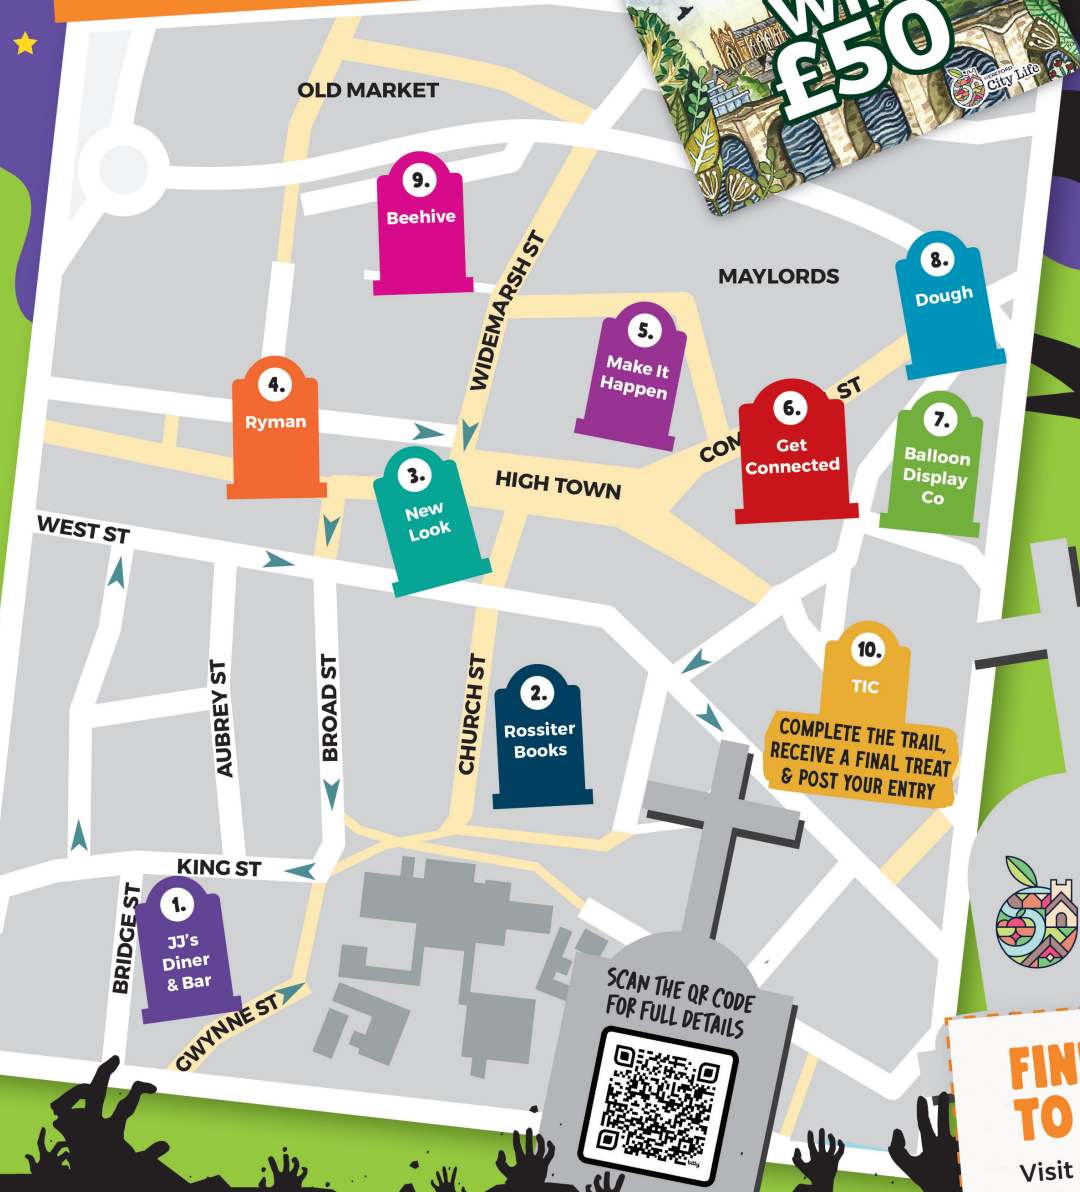 £50
HEREFORD
City Life
OLD MARKET
9.
Beehive
WIDEMARSH ST
MAYLORDS
8.
Dough
5.
Make It
Happen
4.
Ryman
6.
Get
Connected
COM
ST
7.
Balloon
Display
Co
3.
New
Look
HIGH TOWN
WEST ST
10.
TIC
COMPLETE THE TRAIL,
RECEIVE A FINAL TREAT
& POST YOUR ENTRY
AUBREY ST
BROAD ST
CHURCH ST
2.
Rossiter
Books
KING ST
BRIDGE ST
1.
JJ's
Diner
& Bar
GWYNNE ST
SCAN THE QR CODE
FOR FULL DETAILS
bitly
FIN
TO
Visit